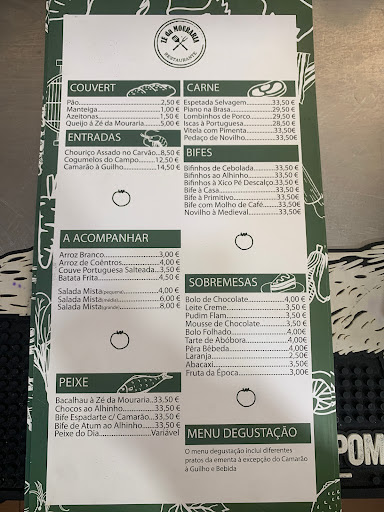 ZÉ DA MOURARIA
RESTAURANTE
COUVERT
Pão....2,50 €
Manteiga....1,00 €
Azeitonas....1,50 €
Queijo à Zé da Mouraria....5,00 €
ENTRADAS
Chouriço Assado no Carvão..8,50 €
Cogumelos do Campo....12,50 €
Camarão à Guilho....14,50 €
A ACOMPANHAR
Arroz Branco....3,00 €
Arroz de Coêntros....4,00 €
Couve Portuguesa Salteada..3,50 €
Batata Frita....4,50 €
Salada Mista(pequena)....4,00 €
Salada Mista(média)....6,00 €
Salada Mista(grande)....8,00 €
PEIXE
Bacalhau à Zé da Mouraria..33,50 €
Chocos ao Alhinho....33,50 €
Bife Espadarte c/ Camarão..33,50 €
Bife de Atum ao Alhinho....33,50 €
Peixe do Dia....Variável
CARNE
Espetada Selvagem....33,50 €
Piano na Brasa....29,50 €
Lombinhos de Porco....29,50 €
Iscas à Portuguesa....28,50 €
Vitela com Pimenta....33,50€
Pedaço de Novilho....33,50€
BIFES
Bifinhos de Cebolada....33,50 €
Bifinhos ao Alhinho....33,50 €
Bifinhos à Xico Pé Descalço..33,50 €
Bife à Casa....33,50 €
Bife à Primitivo....33,50 €
Bife com Molho de Café....33,50 €
Novilho à Medieval....33,50€
SOBREMESAS
Bolo de Chocolate....4,00€
Leite Creme....3,50€
Pudim Flam....3,50€
Mousse de Chocolate....3,50€
Bolo Folhado....4,00€
Tarte de Abóbora....4,00€
Pêra Bêbeda....4,00€
Laranja....2,50€
Abacaxi....3,50€
Fruta da Época....3,00€
MENU DEGUSTAÇÃO
O menu degustação inclui diferentes
pratos da ementa à excepção do Camarão
à Guilho e Bebida
POM